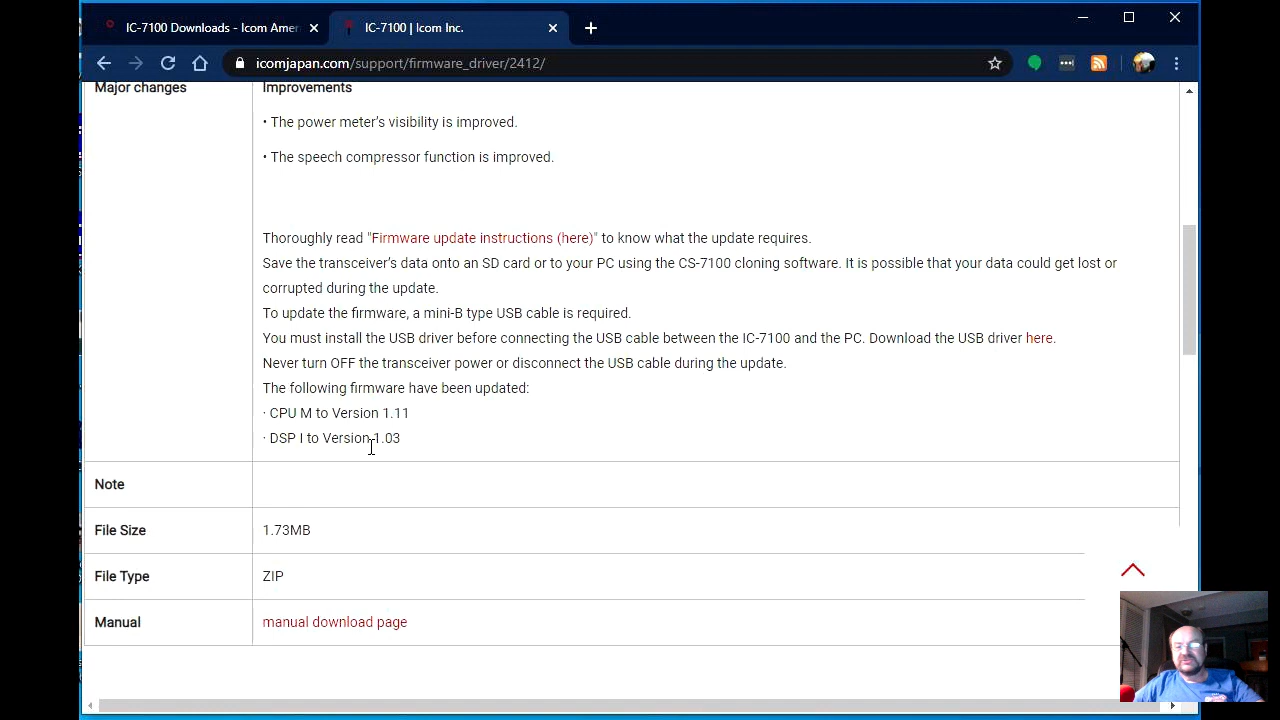 IC-7100 Downloads - Icom Amer
IC-7100 | Icom Inc.
icomjapan.com/support/firmware_driver/2412/
Major changes
Improvements
• The power meter's visibility is improved.
• The speech compressor function is improved.
Thoroughly read "Firmware update instructions (here)" to know what the update requires.
Save the transceiver's data onto an SD card or to your PC using the CS-7100 cloning software. It is possible that your data could get lost or
corrupted during the update.
To update the firmware, a mini-B type USB cable is required.
You must install the USB driver before connecting the USB cable between the IC-7100 and the PC. Download the USB driver here.
Never turn OFF the transceiver power or disconnect the USB cable during the update.
The following firmware have been updated:
· CPU M to Version 1.11
· DSP I to Version 1.03
Note
File Size
1.73MB
File Type
ZIP
Manual
manual download page